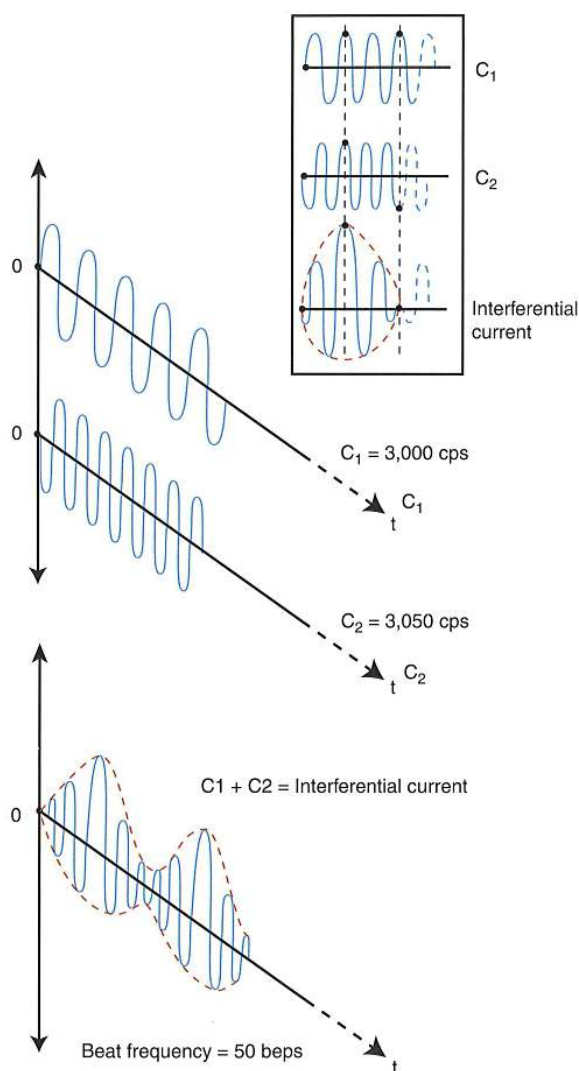 C₁
C₂
Interferential
current
0
0
C₁ = 3,000 cps
C₁
t
C₂ = 3,050 cps
C₂
t
C1 + C2 = Interferential current
0
Beat frequency = 50 beps
t